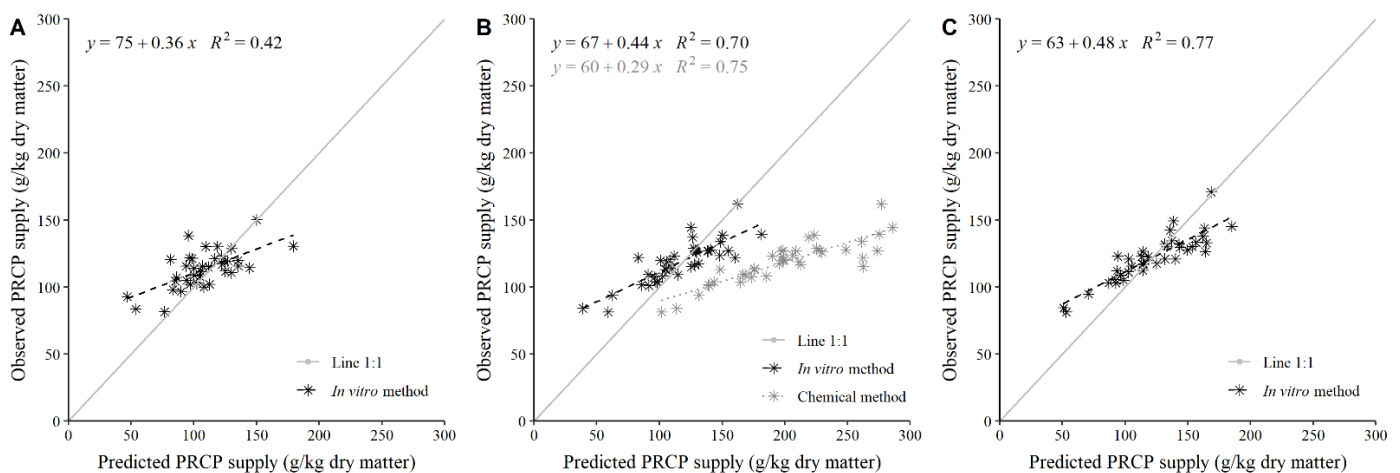 A
y = 75 + 0.36 x R² = 0.42
Observed PRCP supply (g/kg dry matter)
300
250
200
150
100
50
0
Line 1:1
In vitro method
0 50 100 150 200 250 300
Predicted PRCP supply (g/kg dry matter)
B
y = 67 + 0.44 x R² = 0.70
y = 60 + 0.29 x R² = 0.75
Observed PRCP supply (g/kg dry matter)
300
250
200
150
100
50
0
Line 1:1
In vitro method
Chemical method
0 50 100 150 200 250 300
Predicted PRCP supply (g/kg dry matter)
C
y = 63 + 0.48 x R² = 0.77
Observed PRCP supply (g/kg dry matter)
300
250
200
150
100
50
0
Line 1:1
In vitro method
0 50 100 150 200 250 300
Predicted PRCP supply (g/kg dry matter)